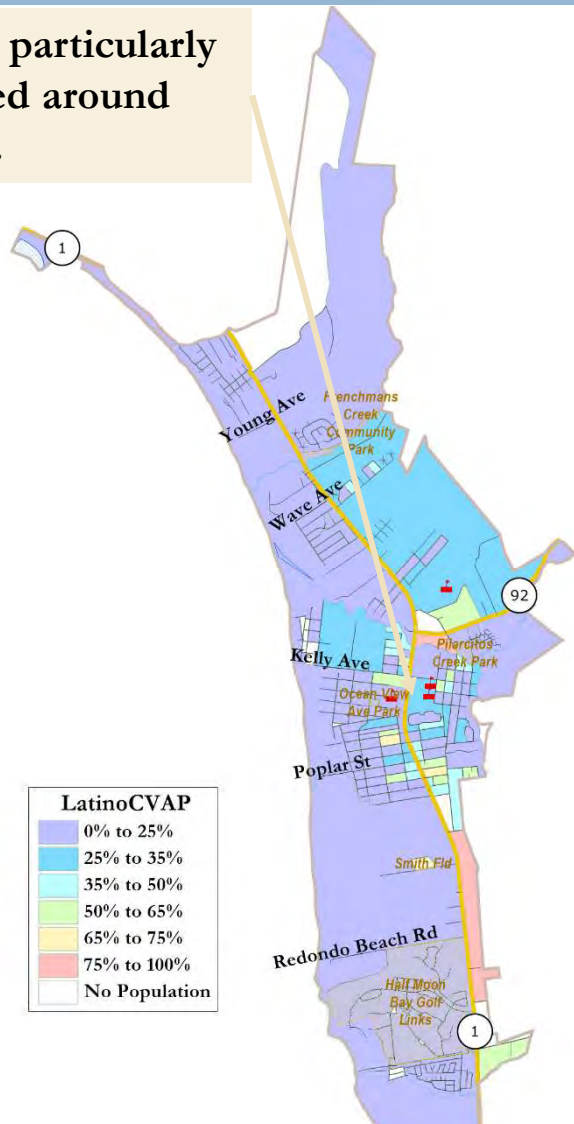 particularly
ed around
1
Young Ave
Frenchmans
Creek
Community
Park
Wave Ave
92
Pilarcitos
Creek Park
Kelly Ave
Ocean View
Ave Park
Poplar St
LatinoCVAP
0% to 25%
25% to 35%
35% to 50%
50% to 65%
65% to 75%
75% to 100%
No Population
Smith Fld
Redondo Beach Rd
Half Moon
Bay Golf
Links
1